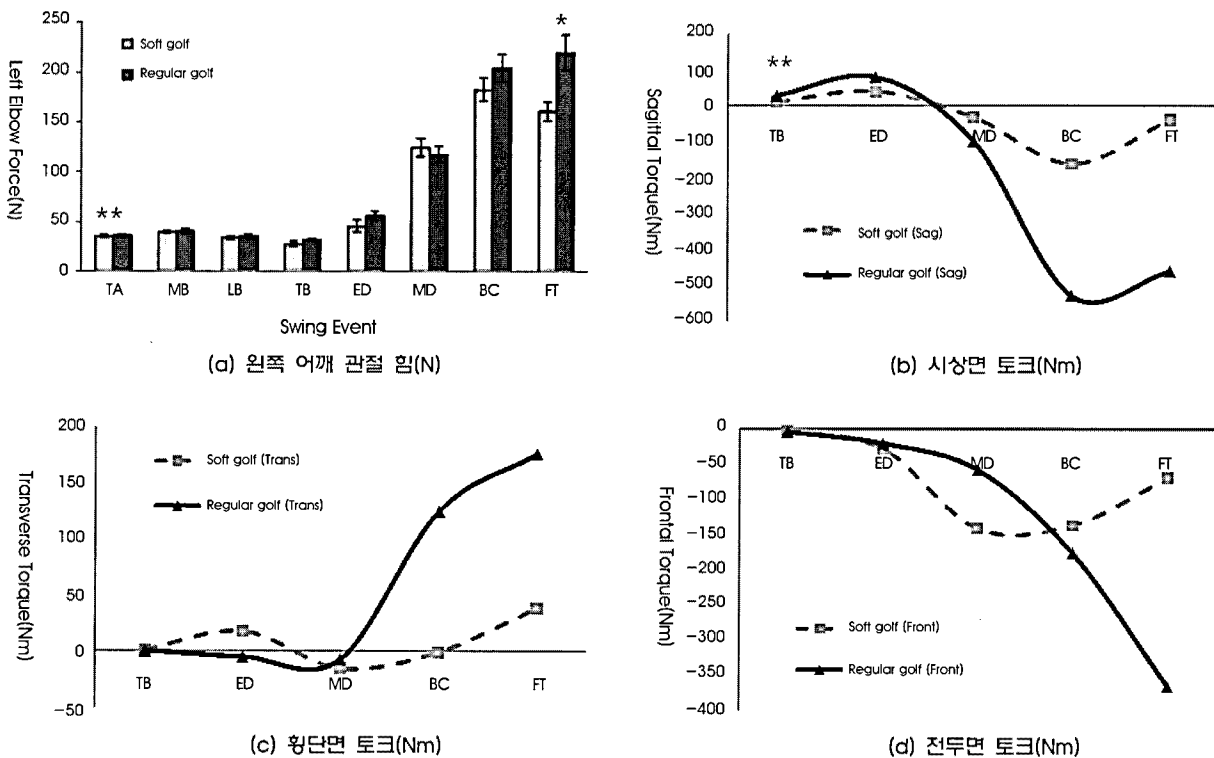 250
200
150
100
50
0
Left Elbow Force(N)
Soft golf
Regular golf
*
**
TA MB LB TB ED MD BC FT
Swing Event
(a) 왼쪽 어깨 관절 힘(N)
200
100
0
-100
-200
-300
-400
-500
-600
Sagittal Torque(Nm)
**
TB ED MD BC FT
Soft golf (Sag)
Regular golf (Sag)
(b) 시상면 토크(Nm)
200
150
100
50
0
-50
Transverse Torque(Nm)
Soft golf (Trans)
Regular golf (Trans)
TB ED MD BC FT
(c) 횡단면 토크(Nm)
0
-50
-100
-150
-200
-250
-300
-350
-400
Frontal Torque(Nm)
TB ED MD BC FT
Soft golf (Front)
Regular golf (Front)
(d) 전두면 토크(Nm)